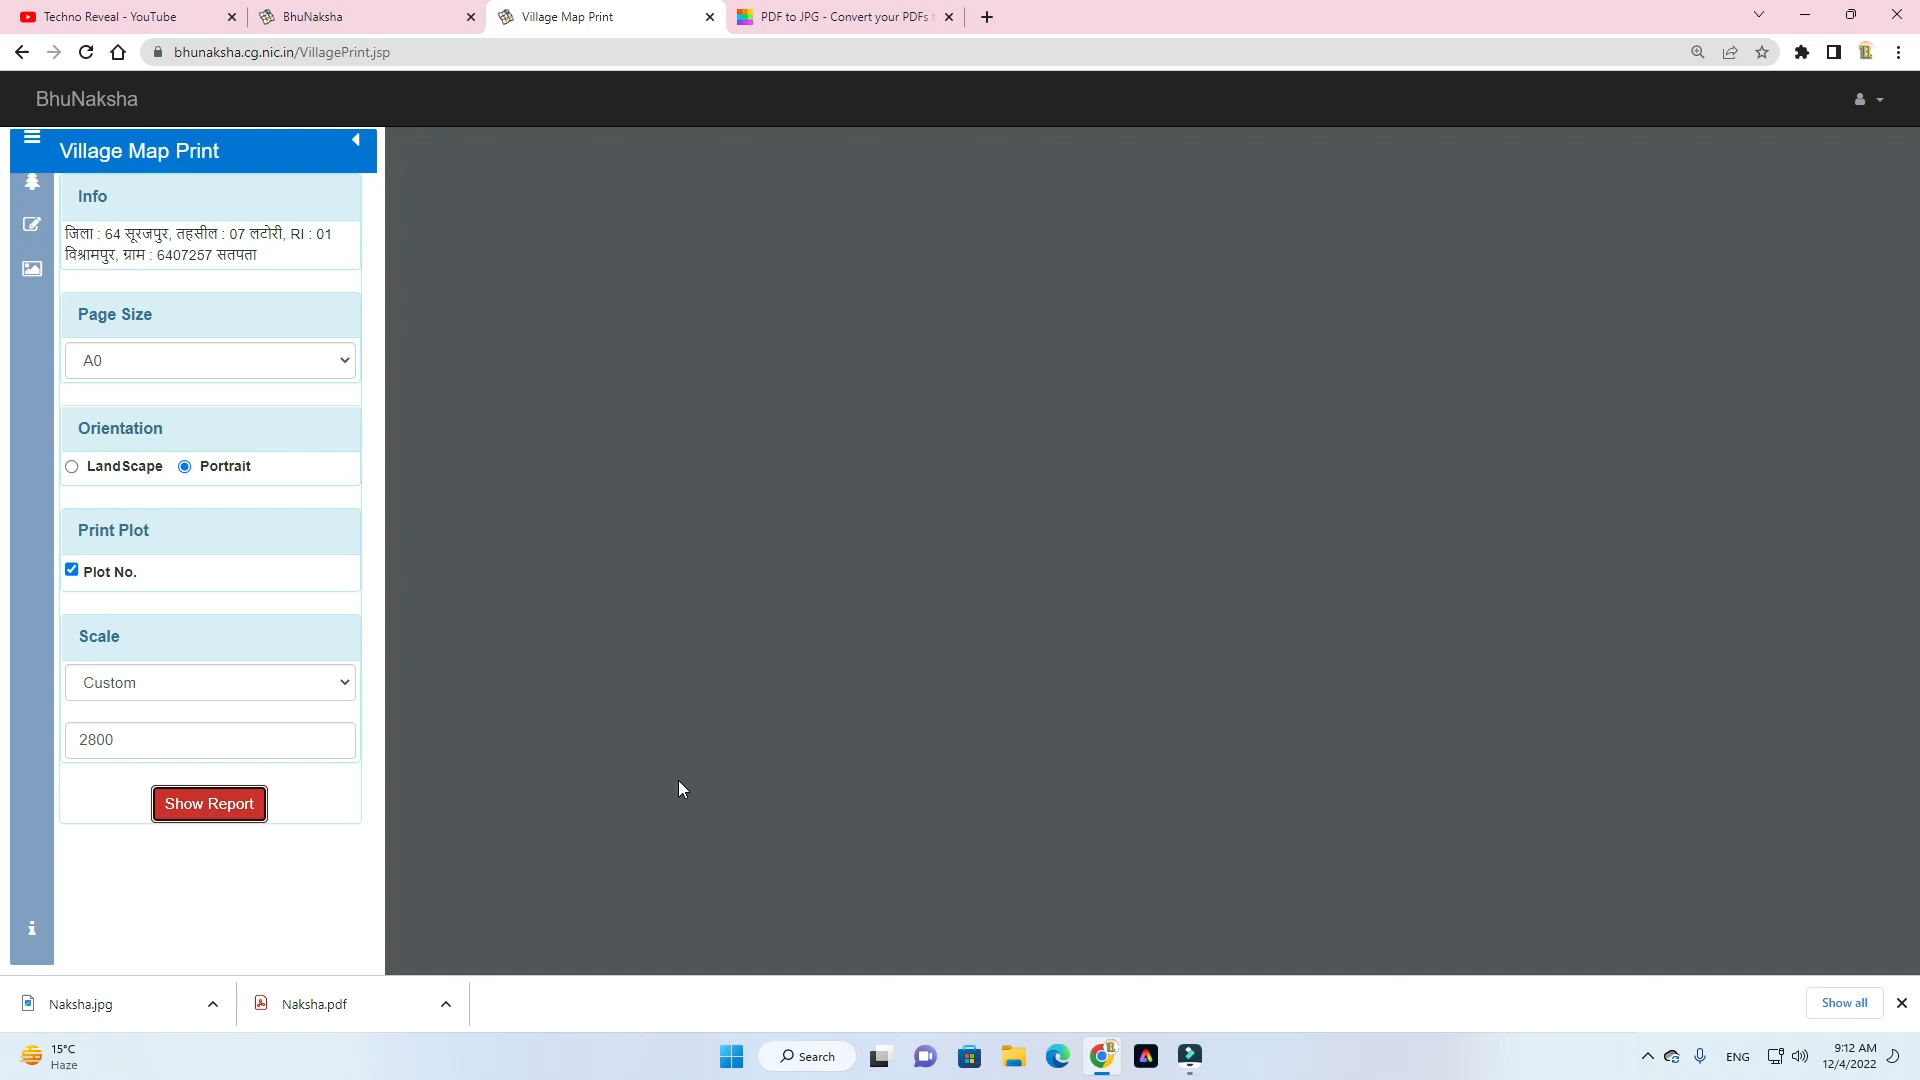 Techno Reveal - YouTube
BhuNaksha
Village Map Print
PDF to JPG - Convert your PDFs
bhunaksha.cg.nic.in/VillagePrint.jsp
BhuNaksha
Village Map Print
Info
जिला : 64 सूरजपुर, तहसील : 07 लटोरी, RI : 01
विश्रामपुर, ग्राम : 6407257 सतपता
Page Size
A0
Orientation
LandScape
Portrait
Print Plot
Plot No.
Scale
Custom
2800
Show Report
Naksha.jpg
Naksha.pdf
Show all
15°C
Haze
Search
ENG
9:12 AM
12/4/2022